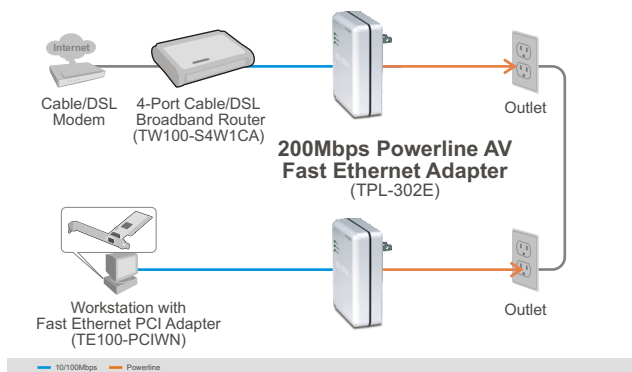 Internet
Cable/DSL
Modem
4-Port Cable/DSL
Broadband Router
(TW100-S4W1CA)
Outlet
200Mbps Powerline AV
Fast Ethernet Adapter
(TPL-302E)
Workstation with
Fast Ethernet PCI Adapter
(TE100-PCIWN)
Outlet
10/100Mbps
Powerline